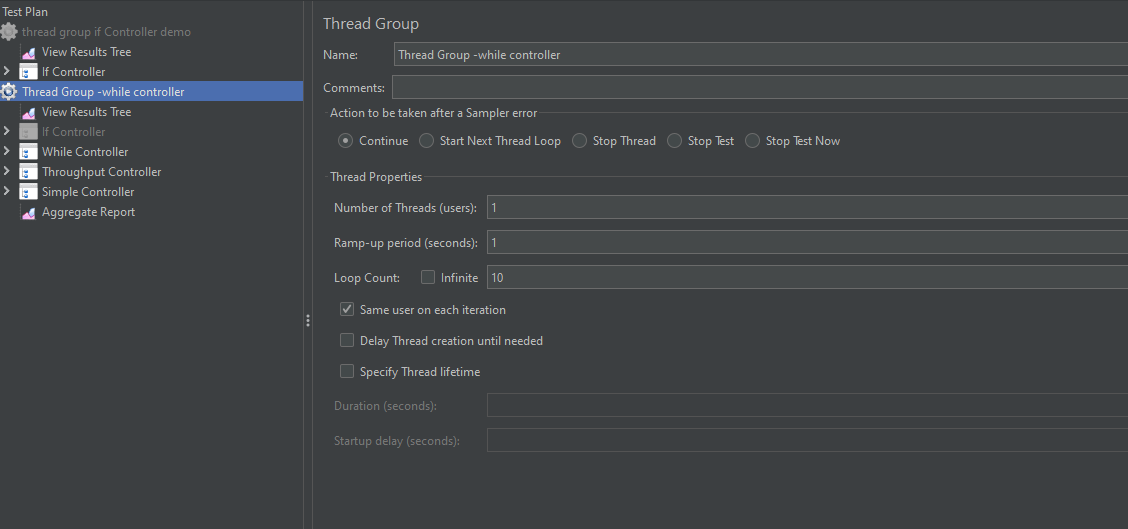 Test Plan
thread group if Controller demo
View Results Tree
If Controller
Thread Group -while controller
View Results Tree
If Controller
While Controller
Throughput Controller
Simple Controller
Aggregate Report
Thread Group
Name: Thread Group -while controller
Comments:
Action to be taken after a Sampler error
Continue Start Next Thread Loop Stop Thread Stop Test Stop Test Now
Thread Properties
Number of Threads (users): 1
Ramp-up period (seconds): 1
Loop Count: Infinite 10
Same user on each iteration
Delay Thread creation until needed
Specify Thread lifetime
Duration (seconds):
Startup delay (seconds):